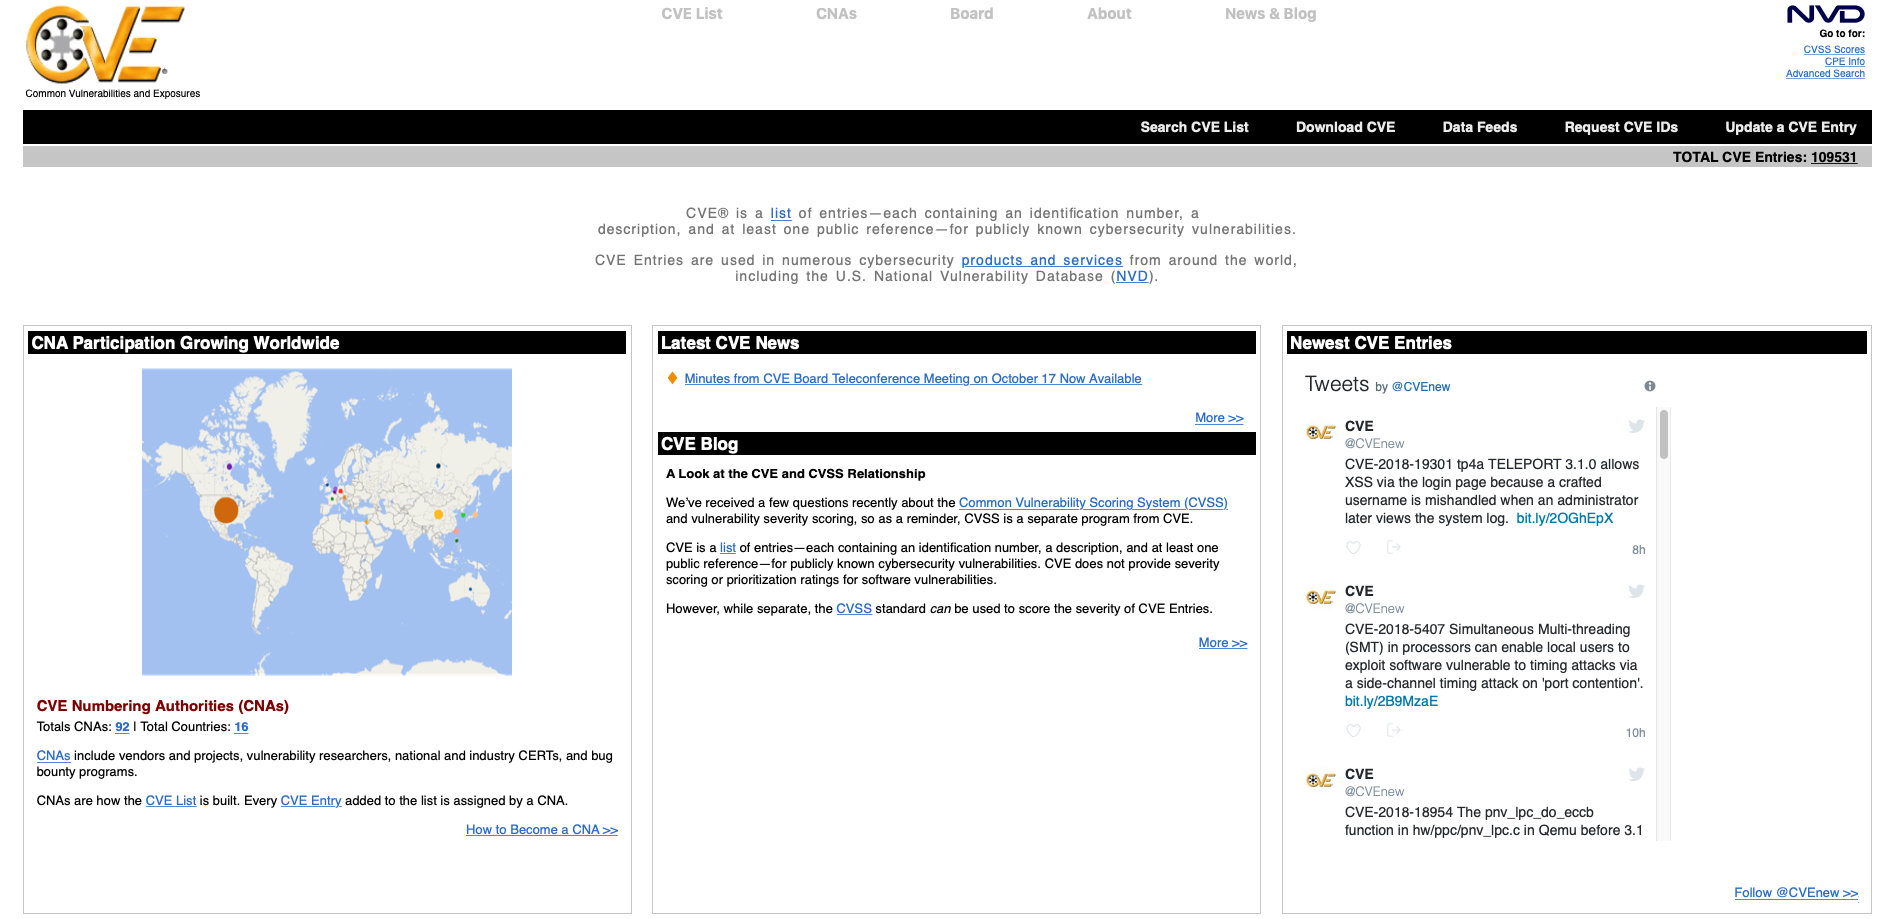 CVE
Common Vulnerabilities and Exposures
CVE List CNAs Board About News & Blog
NVD
Go to for:
CVSS Scores
CPE Info
Advanced Search
Search CVE List Download CVE Data Feeds Request CVE IDs Update a CVE Entry
TOTAL CVE Entries: 109531
CVE® is a list of entries—each containing an identification number, a
description, and at least one public reference—for publicly known cybersecurity vulnerabilities.
CVE Entries are used in numerous cybersecurity products and services from around the world,
including the U.S. National Vulnerability Database (NVD).
CNA Participation Growing Worldwide
CVE Numbering Authorities (CNAs)
Totals CNAs: 92 | Total Countries: 16
CNAs include vendors and projects, vulnerability researchers, national and industry CERTs, and bug
bounty programs.
CNAs are how the CVE List is built. Every CVE Entry added to the list is assigned by a CNA.
How to Become a CNA >>
Latest CVE News
Minutes from CVE Board Teleconference Meeting on October 17 Now Available
More >>
CVE Blog
A Look at the CVE and CVSS Relationship
We've received a few questions recently about the Common Vulnerability Scoring System (CVSS)
and vulnerability severity scoring, so as a reminder, CVSS is a separate program from CVE.
CVE is a list of entries—each containing an identification number, a description, and at least one
public reference—for publicly known cybersecurity vulnerabilities. CVE does not provide severity
scoring or prioritization ratings for software vulnerabilities.
However, while separate, the CVSS standard can be used to score the severity of CVE Entries.
More >>
Newest CVE Entries
Tweets by @CVEnew
CVE
@CVEnew
CVE-2018-19301 tp4a TELEPORT 3.1.0 allows
XSS via the login page because a crafted
username is mishandled when an administrator
later views the system log. bit.ly/2OGhEpX
8h
CVE
@CVEnew
CVE-2018-5407 Simultaneous Multi-threading
(SMT) in processors can enable local users to
exploit software vulnerable to timing attacks via
a side-channel timing attack on 'port contention'.
bit.ly/2B9MzaE
10h
CVE
@CVEnew
CVE-2018-18954 The pnv_lpc_do_eccb
function in hw/ppc/pnv_lpc.c in Qemu before 3.1
Follow @CVEnew >>